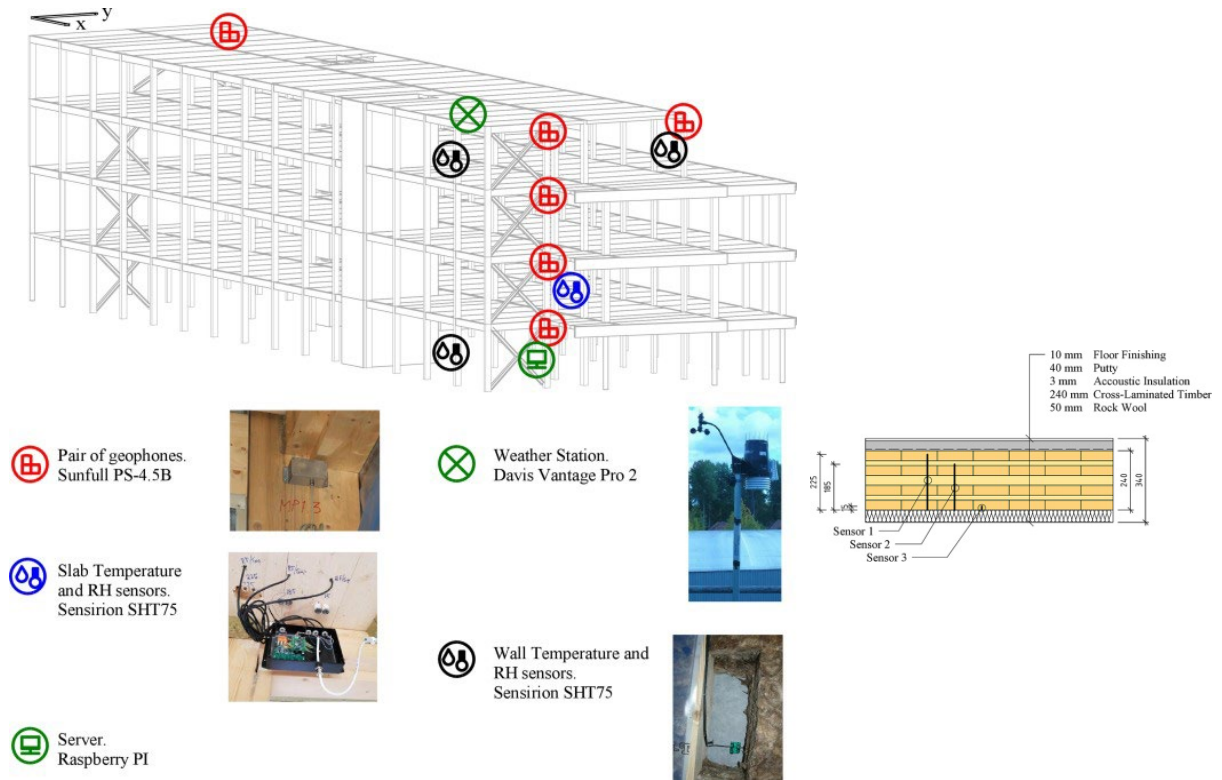 y
x
10 mm Floor Finishing
40 mm Putty
3 mm Accoustic Insulation
240 mm Cross-Laminated Timber
50 mm Rock Wool
225
185
240
340
Sensor 1
Sensor 2
Sensor 3
Pair of geophones.
Sunfull PS-4.5B
MP1.3
Weather Station.
Davis Vantage Pro 2
Slab Temperature
and RH sensors.
Sensirion SHT75
Wall Temperature and
RH sensors.
Sensirion SHT75
Server.
Raspberry PI